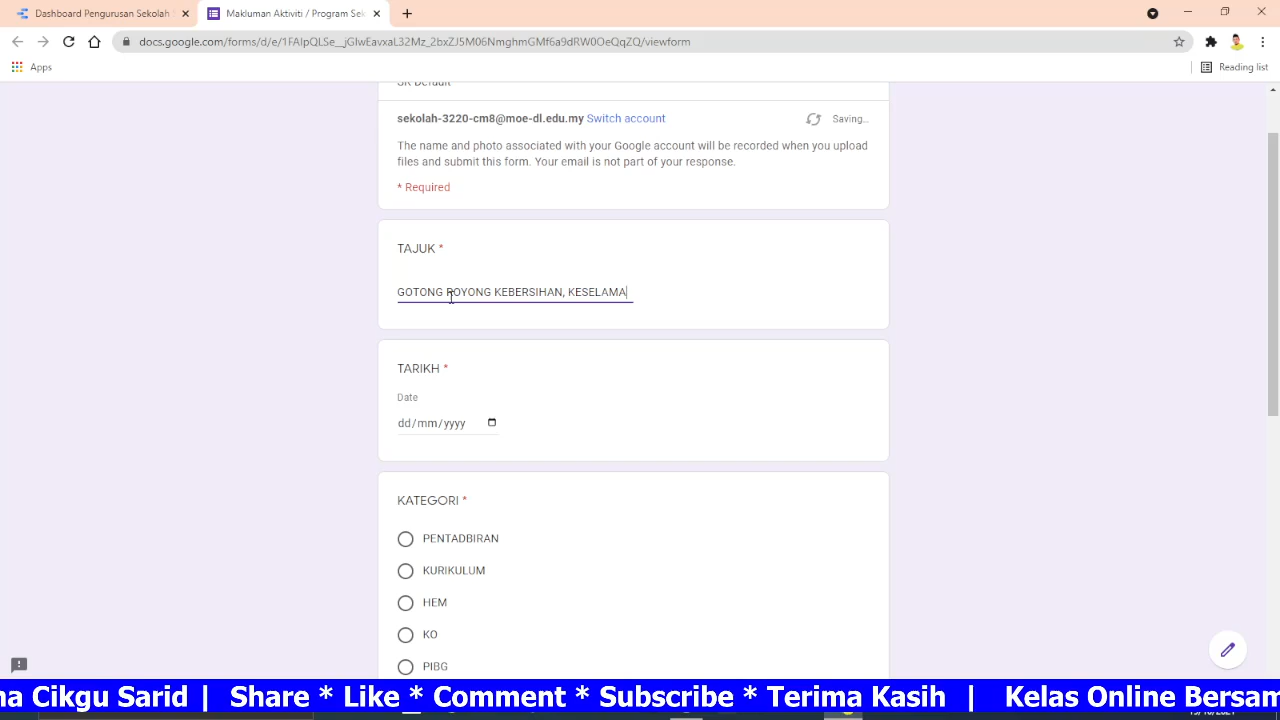 Dashboard Pengurusan Sekolah
Makluman Aktiviti / Program Sek
docs.google.com/forms/d/e/1FAIpQLSe__jGlwEavxaL32Mz_2bxZJ5M06NmghmGMf6a9dRW0OeQqZQ/viewform
Apps
Reading list
SK Default
sekolah-3220-cm8@moe-dl.edu.my Switch account
Saving...
The name and photo associated with your Google account will be recorded when you upload
files and submit this form. Your email is not part of your response.
* Required
TAJUK *
GOTONG ROYONG KEBERSIHAN, KESELAMA
TARIKH *
Date
dd/mm/yyyy
KATEGORI *
PENTADBIRAN
KURIKULUM
HEM
KO
PIBG
na Cikgu Sarid | Share * Like * Comment * Subscribe * Terima Kasih | Kelas Online Bersam